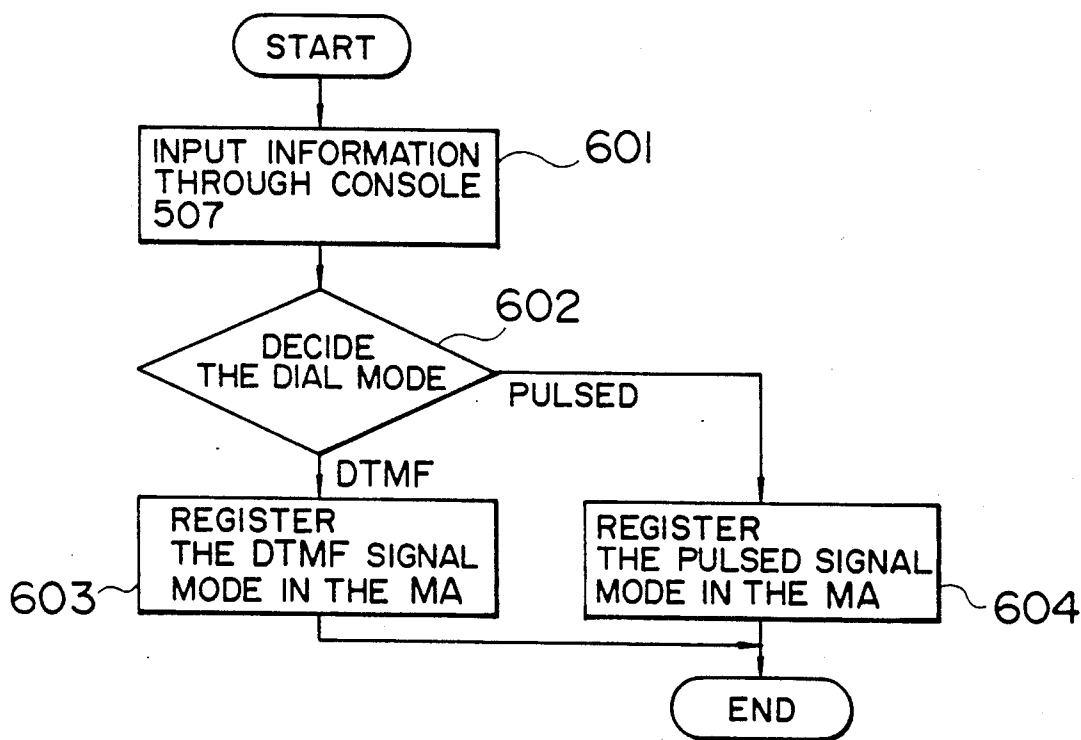 START
INPUT INFORMATION
THROUGH CONSOLE
507
601
DECIDE
THE DIAL MODE
602
PULSED
DTMF
REGISTER
THE DTMF SIGNAL
MODE IN THE MA
603
REGISTER
THE PULSED SIGNAL
MODE IN THE MA
604
END